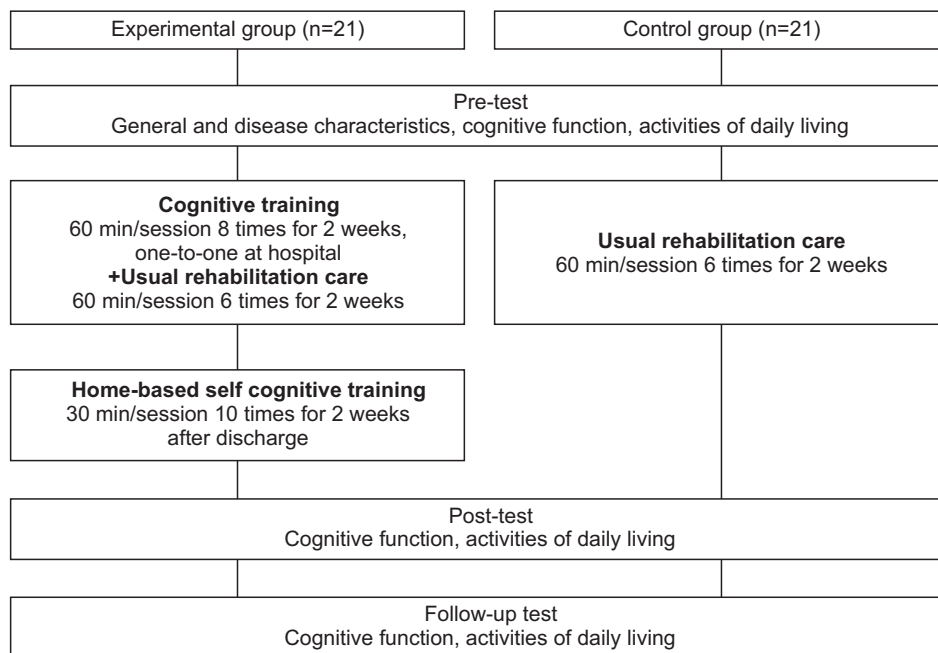 Experimental group (n=21)
Control group (n=21)
Pre-test
General and disease characteristics, cognitive function, activities of daily living
Cognitive training
60 min/session 8 times for 2 weeks,
one-to-one at hospital
+Usual rehabilitation care
60 min/session 6 times for 2 weeks
Usual rehabilitation care
60 min/session 6 times for 2 weeks
Home-based self cognitive training
30 min/session 10 times for 2 weeks
after discharge
Post-test
Cognitive function, activities of daily living
Follow-up test
Cognitive function, activities of daily living